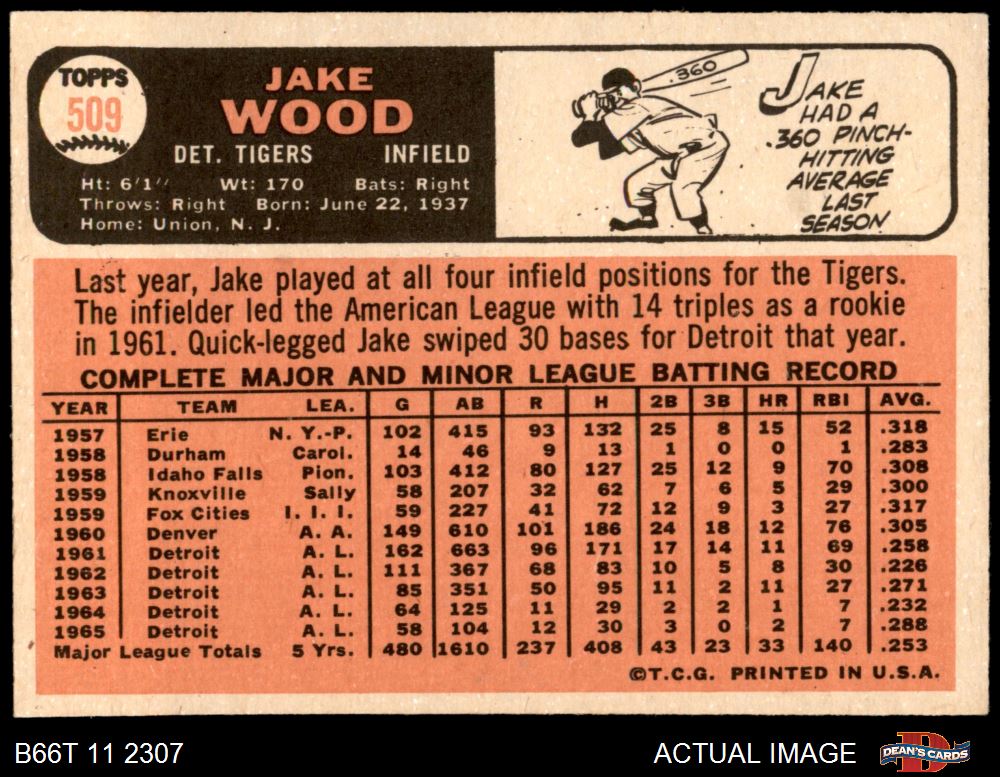 TOPPS
509
JAKE
WOOD
DET. TIGERS INFIELD
Ht: 6'1" Wt: 170 Bats: Right
Throws: Right Born: June 22, 1937
Home: Union, N. J.
.360
JAKE
HAD A
.360 PINCH-
HITTING
AVERAGE
LAST
SEASON
Last year, Jake played at all four infield positions for the Tigers.
The infielder led the American League with 14 triples as a rookie
in 1961. Quick-legged Jake swiped 30 bases for Detroit that year.
COMPLETE MAJOR AND MINOR LEAGUE BATTING RECORD
YEAR TEAM LEA. G AB R H 2B 3B HR RBI AVG.
1957 Erie N. Y.-P. 102 415 93 132 25 8 15 52 .318
1958 Durham Carol. 14 46 9 13 1 0 0 1 .283
1958 Idaho Falls Pion. 103 412 80 127 25 12 9 70 .308
1959 Knoxville Sally 58 207 32 62 7 6 5 29 .300
1959 Fox Cities I. I. I. 59 227 41 72 12 9 3 27 .317
1960 Denver A. A. 149 610 101 186 24 18 12 76 .305
1961 Detroit A. L. 162 663 96 171 17 14 11 69 .258
1962 Detroit A. L. 111 367 68 83 10 5 8 30 .226
1963 Detroit A. L. 85 351 50 95 11 2 11 27 .271
1964 Detroit A. L. 64 125 11 29 2 2 1 7 .232
1965 Detroit A. L. 58 104 12 30 3 0 2 7 .288
Major League Totals 5 Yrs. 480 1610 237 408 43 23 33 140 .253
©T.C.G. PRINTED IN U.S.A.
B66T 11 2307 ACTUAL IMAGE DEAN'S CARDS